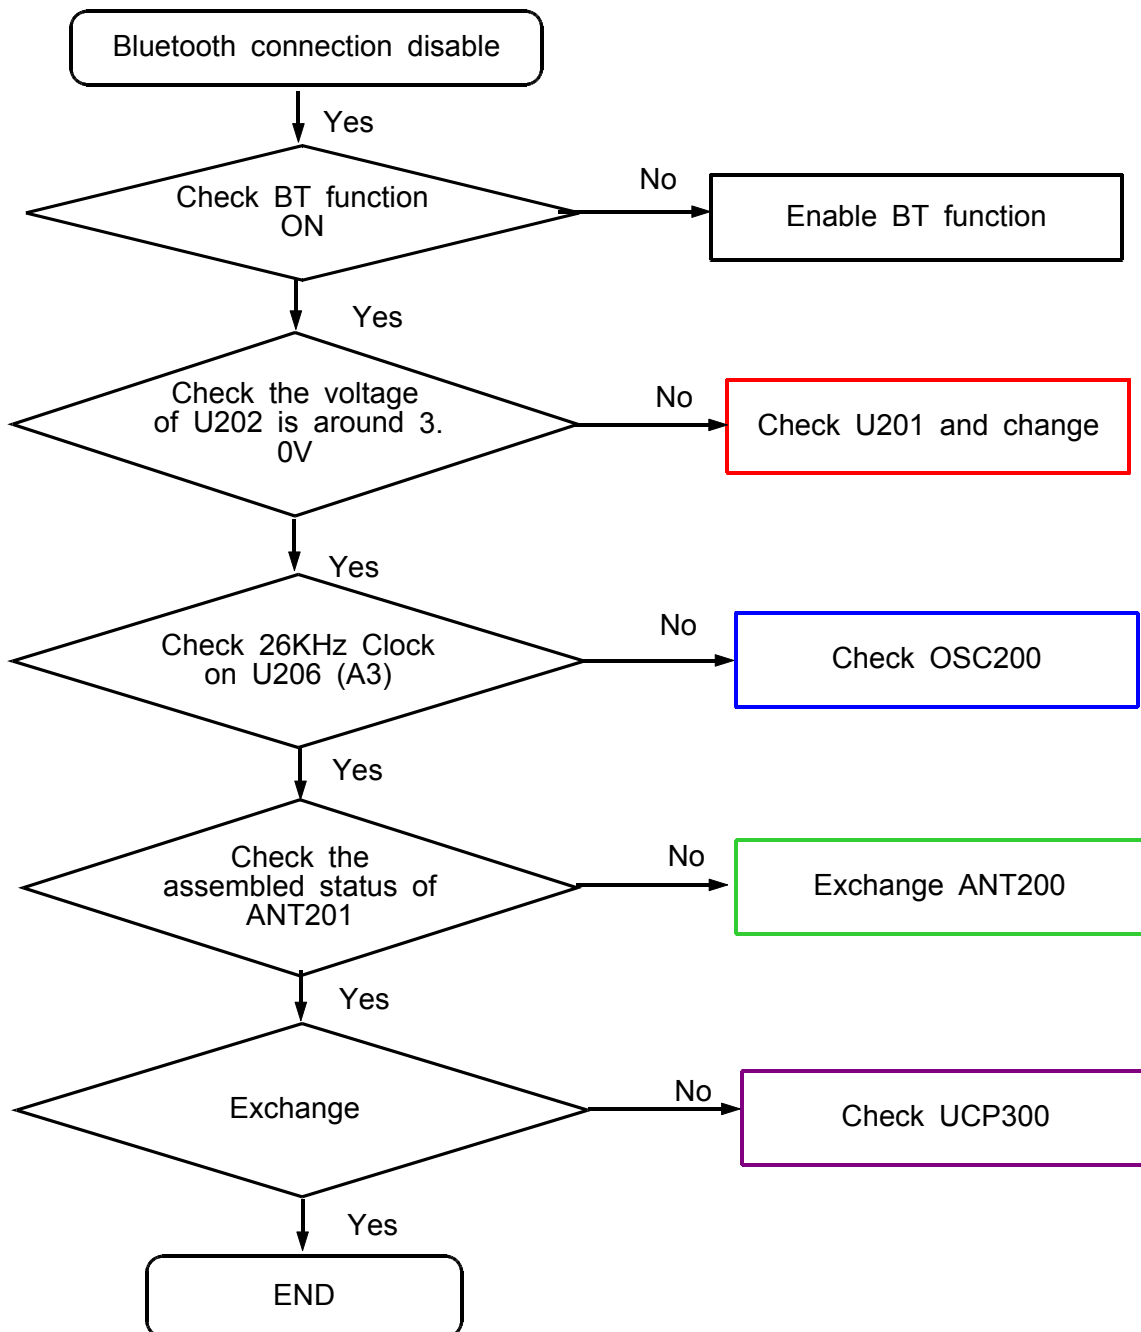 Bluetooth connection disable
Yes
Check BT function
ON
No
Enable BT function
Yes
Check the voltage
of U202 is around 3.
0V
No
Check U201 and change
Yes
Check 26KHz Clock
on U206 (A3)
No
Check OSC200
Yes
Check the
assembled status of
ANT201
No
Exchange ANT200
Yes
Exchange
No
Check UCP300
Yes
END